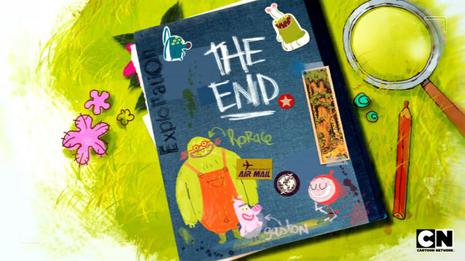 THE
END
Exploration
Horace
AIR MAIL
gaston
CN
CARTOON NETWORK